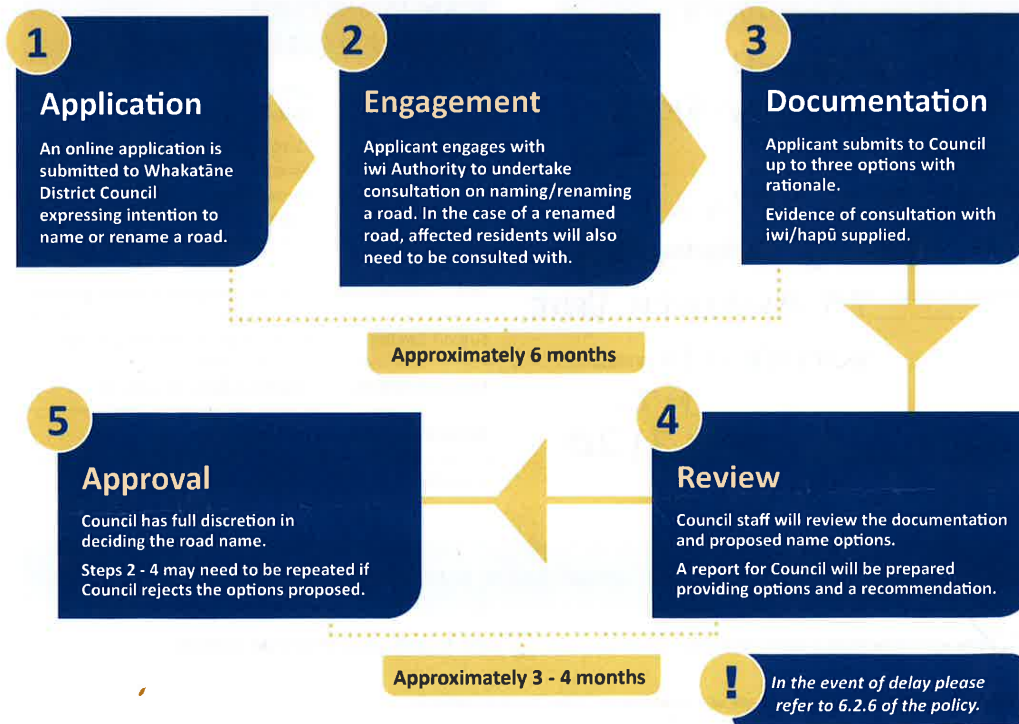 1
Application
An online application is
submitted to Whakatāne
District Council
expressing intention to
name or rename a road.
2
Engagement
Applicant engages with
iwi Authority to undertake
consultation on naming/renaming
a road. In the case of a renamed
road, affected residents will also
need to be consulted with.
3
Documentation
Applicant submits to Council
up to three options with
rationale.
Evidence of consultation with
iwi/hapū supplied.
Approximately 6 months
4
Review
Council staff will review the documentation
and proposed name options.
A report for Council will be prepared
providing options and a recommendation.
5
Approval
Council has full discretion in
deciding the road name.
Steps 2 - 4 may need to be repeated if
Council rejects the options proposed.
Approximately 3 - 4 months
!
In the event of delay please
refer to 6.2.6 of the policy.